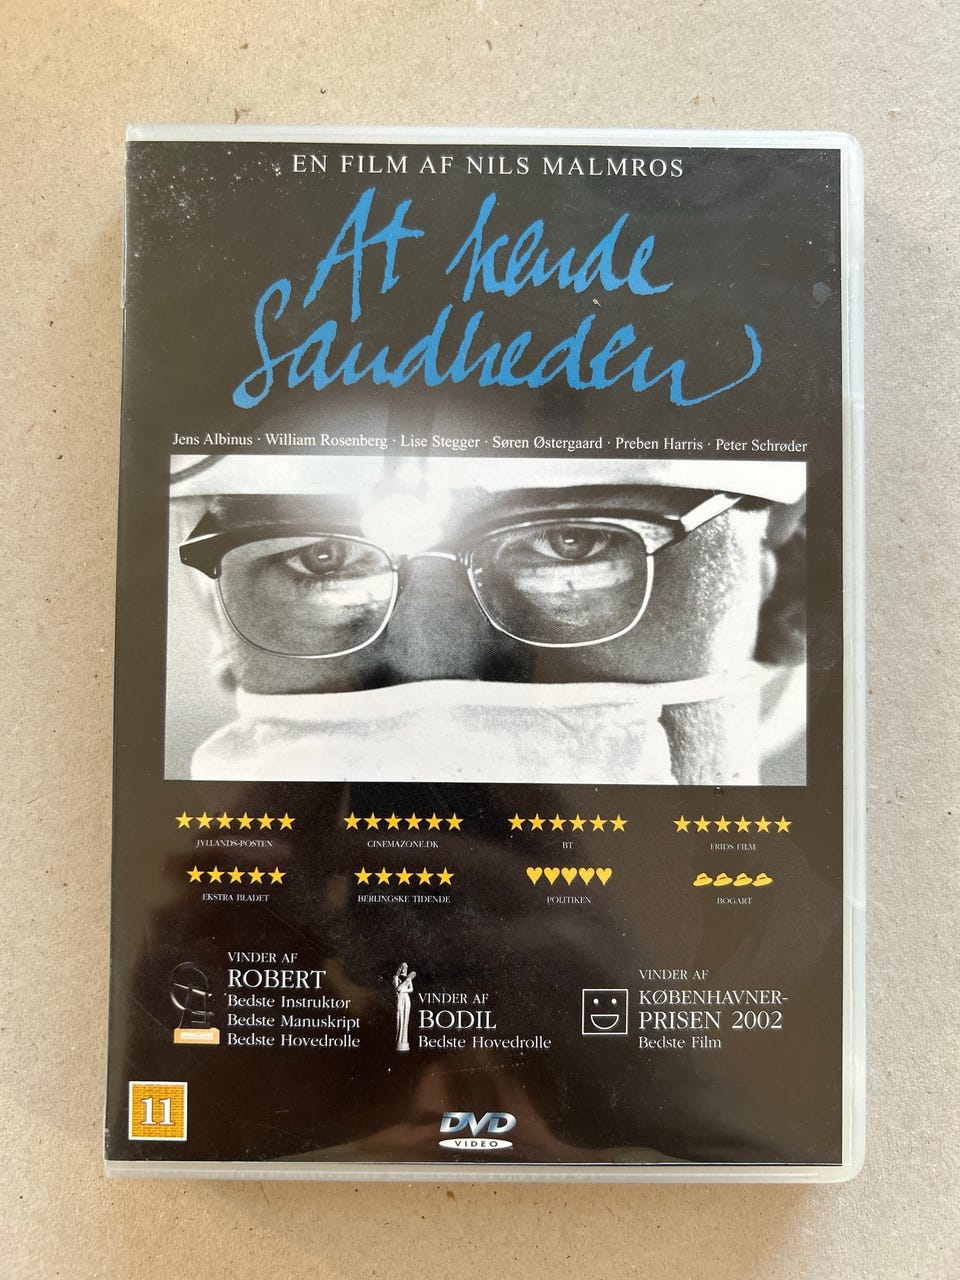 EN FILM AF NILS MALMROS
At kende
Sandheden
Jens Albinus · William Rosenberg · Lise Stegger · Søren Østergaard · Preben Harris · Peter Schrøder
JYLLANDS-POSTEN
CINEMAZONE.DK
BT
FRIDS FILM
EKSTRA BLADET
BERLINGSKE TIDENDE
POLITIKEN
BOGART
VINDER AF
ROBERT
Bedste Instruktør
Bedste Manuskript
Bedste Hovedrolle
VINDER AF
BODIL
Bedste Hovedrolle
VINDER AF
KØBENHAVNER-
PRISEN 2002
Bedste Film
11
DVD
VIDEO